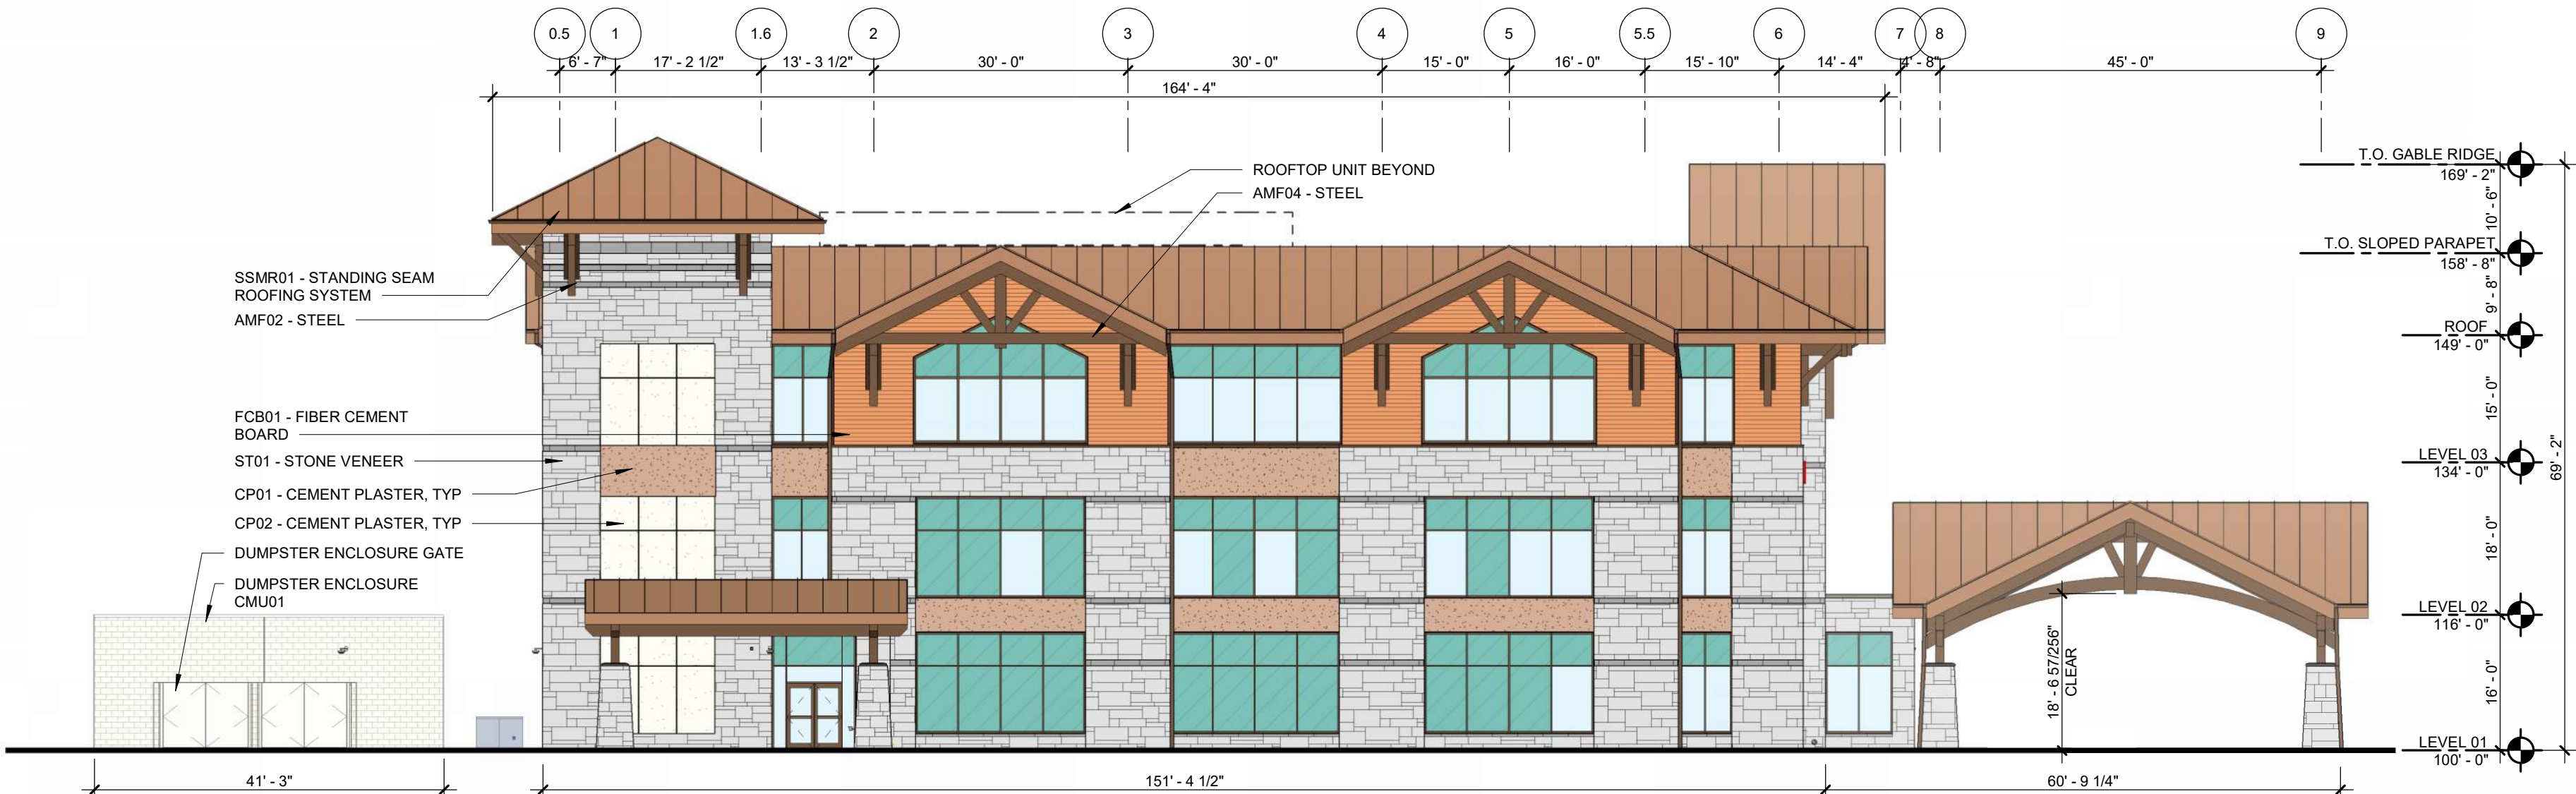 0.5 1 1.6 2 3 4 5 5.5 6 7 8 9
6' - 7" 17' - 2 1/2" 13' - 3 1/2" 30' - 0" 30' - 0" 15' - 0" 16' - 0" 15' - 10" 14' - 4" 4' - 8" 45' - 0"
164' - 4"
ROOFTOP UNIT BEYOND
AMF04 - STEEL
SSMR01 - STANDING SEAM
ROOFING SYSTEM
AMF02 - STEEL
FCB01 - FIBER CEMENT
BOARD
ST01 - STONE VENEER
CP01 - CEMENT PLASTER, TYP
CP02 - CEMENT PLASTER, TYP
DUMPSTER ENCLOSURE GATE
DUMPSTER ENCLOSURE
CMU01
T.O. GABLE RIDGE
169' - 2"
10' - 6"
T.O. SLOPED PARAPET
158' - 8"
9' - 8"
ROOF
149' - 0"
15' - 0"
LEVEL 03
134' - 0"
69' - 2"
18' - 0"
LEVEL 02
116' - 0"
16' - 0"
LEVEL 01
100' - 0"
18' - 6 57/256"
CLEAR
41' - 3" 151' - 4 1/2" 60' - 9 1/4"